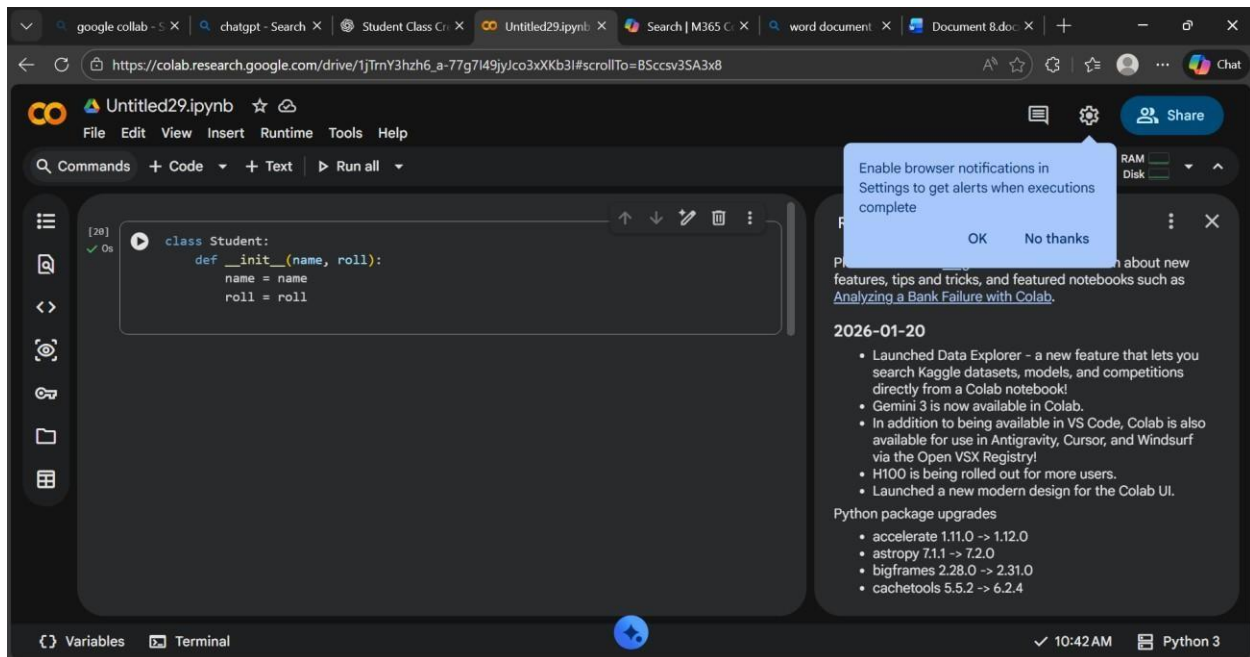 google collab - S
chatgpt - Search
Student Class Cr
Untitled29.ipynb
Search | M365 C
word document
Document 8.doc
https://colab.research.google.com/drive/1jTrnY3hzh6_a-77g7I49jyJco3xXKb3I#scrollTo=BSccsv3SA3x8
Chat
Untitled29.ipynb
File Edit View Insert Runtime Tools Help
Share
Commands + Code + Text Run all
RAM
Disk
Enable browser notifications in
Settings to get alerts when executions
complete
OK No thanks
[20]
0s
class Student:
def __init__(name, roll):
name = name
roll = roll
about new
features, tips and tricks, and featured notebooks such as
Analyzing a Bank Failure with Colab.
2026-01-20
• Launched Data Explorer - a new feature that lets you
search Kaggle datasets, models, and competitions
directly from a Colab notebook!
• Gemini 3 is now available in Colab.
• In addition to being available in VS Code, Colab is also
available for use in Antigravity, Cursor, and Windsurf
via the Open VSX Registry!
• H100 is being rolled out for more users.
• Launched a new modern design for the Colab UI.
Python package upgrades
• accelerate 1.11.0 -> 1.12.0
• astropy 7.1.1 -> 7.2.0
• bigframes 2.28.0 -> 2.31.0
• cachetools 5.5.2 -> 6.2.4
{} Variables Terminal
10:42 AM Python 3